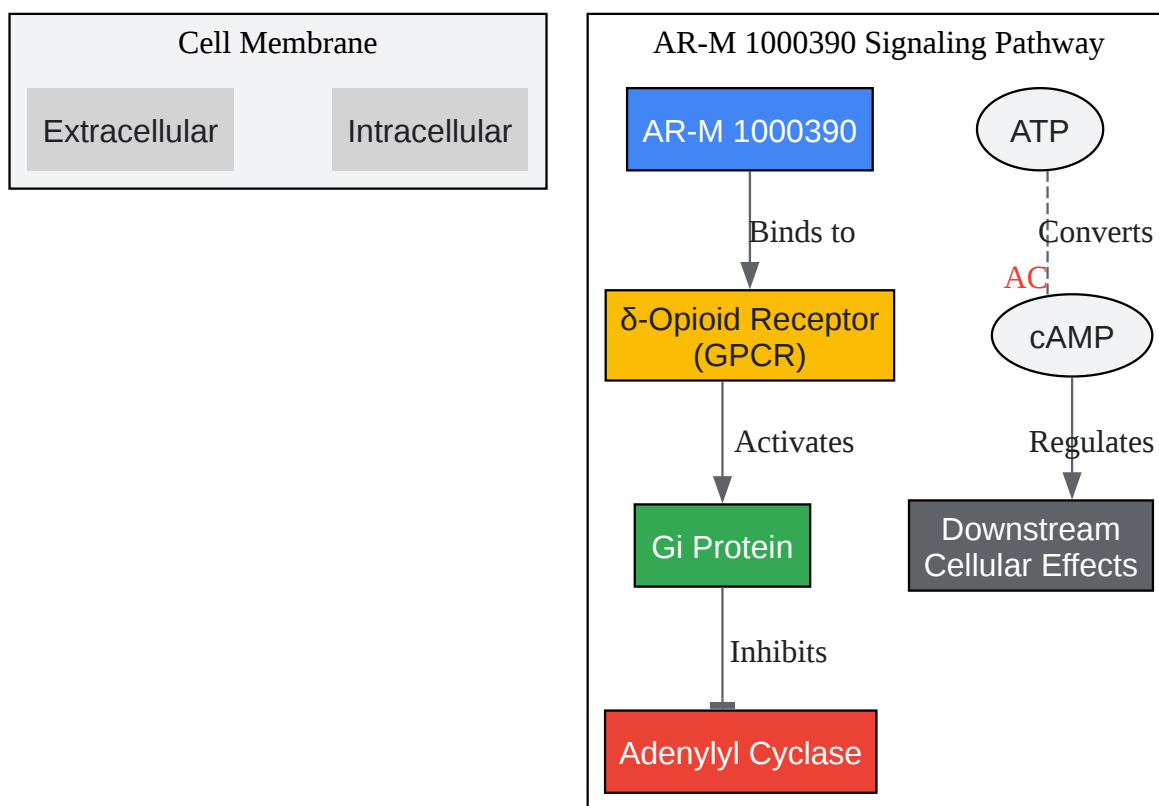 Cell Membrane
Extracellular
Intracellular
AR-M 1000390 Signaling Pathway
AR-M 1000390
ATP
Binds to
Converts
AC
δ-Opioid Receptor
(GPCR)
cAMP
Activates
Regulates
Gi Protein
Downstream
Cellular Effects
Inhibits
Adenylyl Cyclase